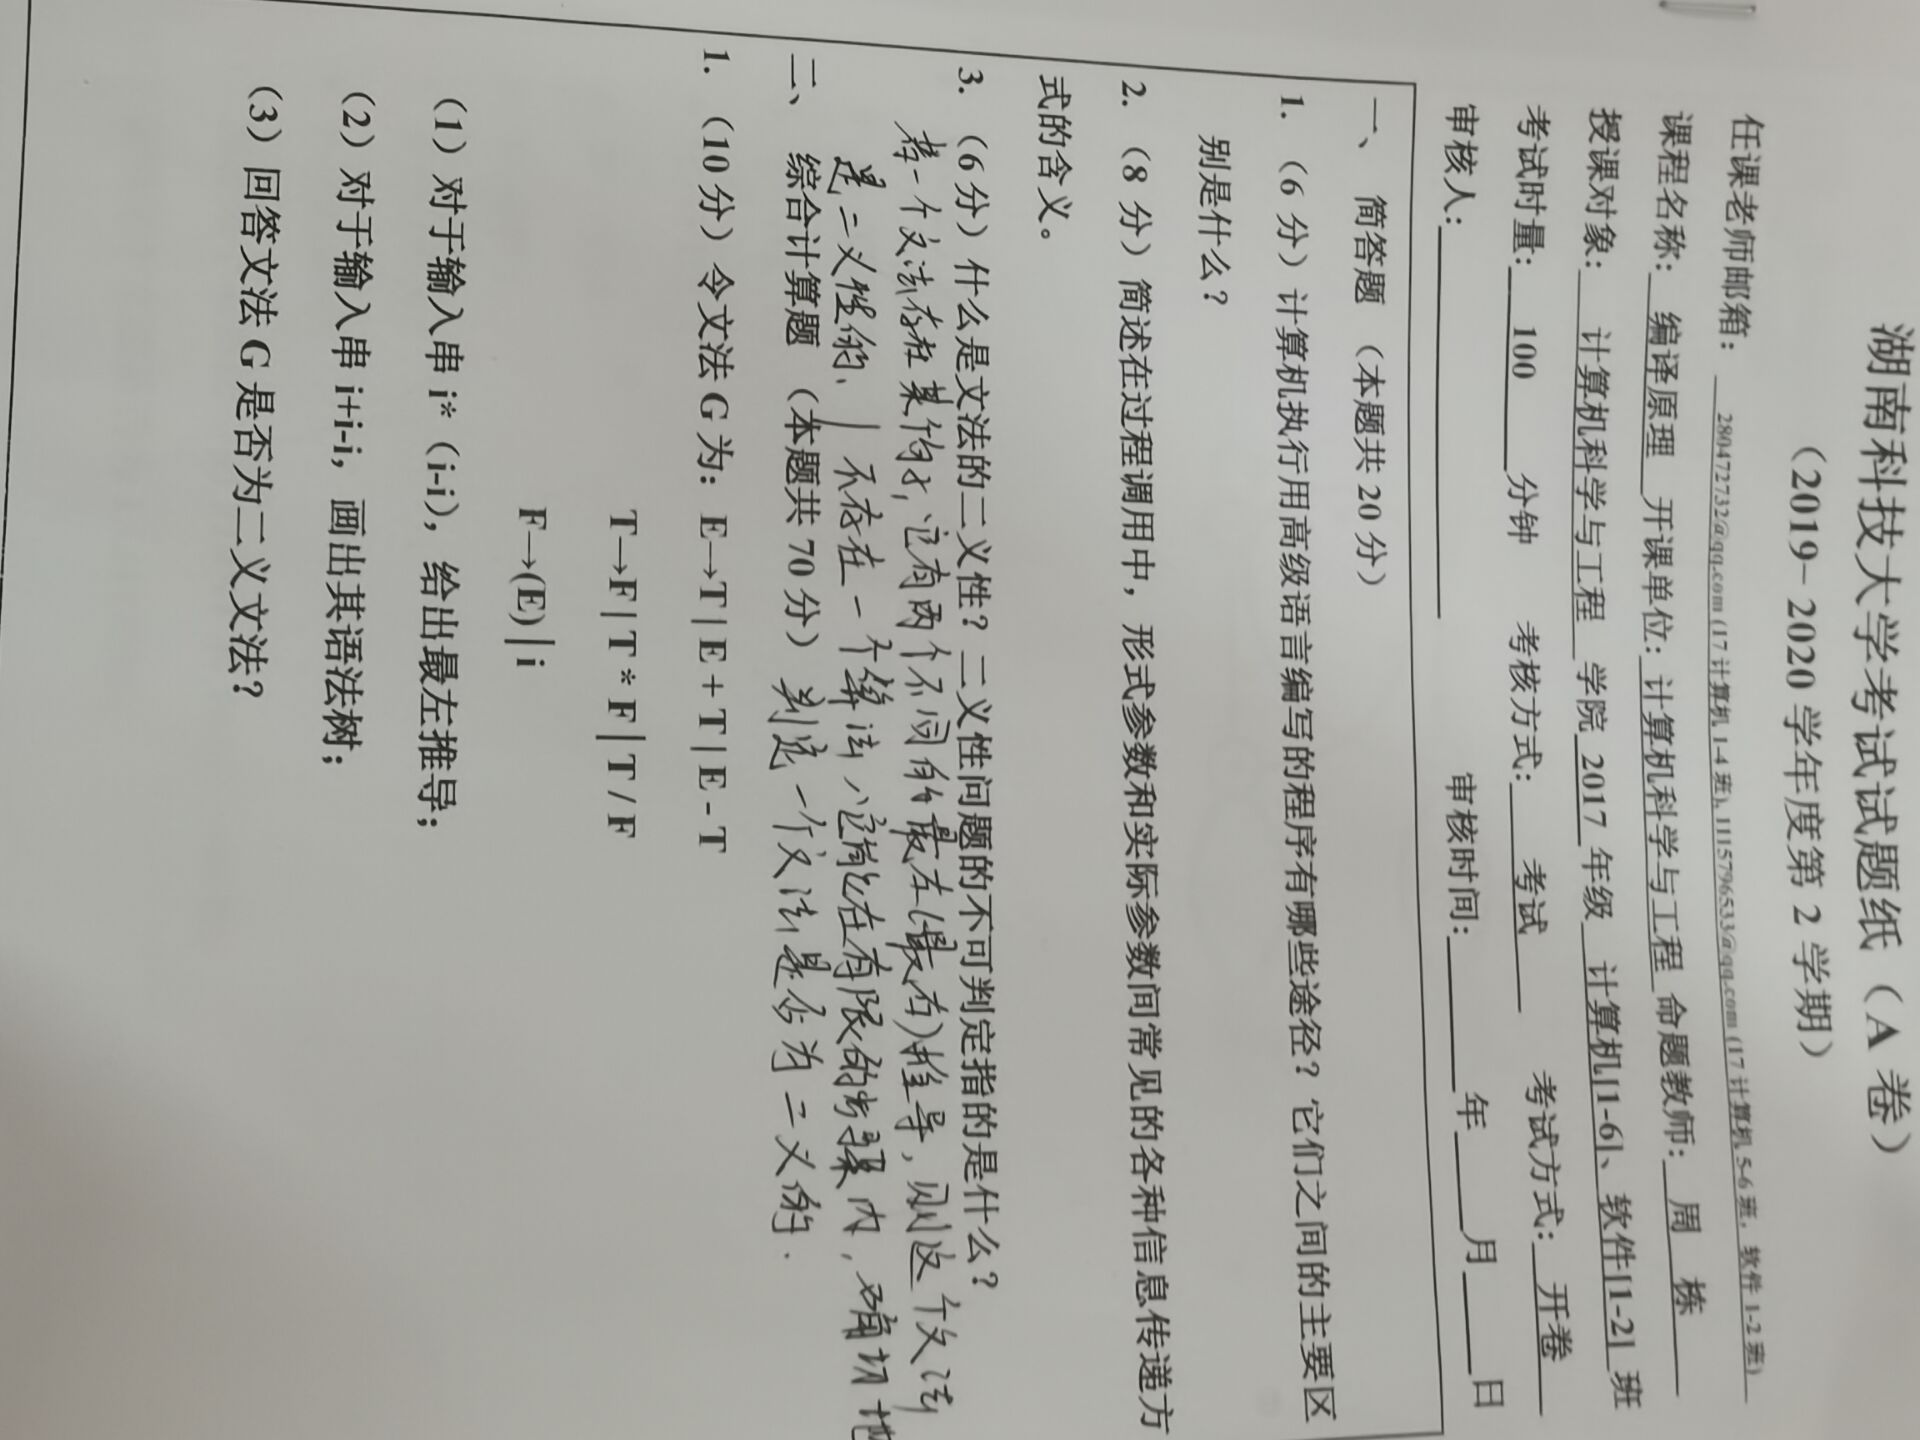 湖南科技大学考试试题纸（A 卷）
（2019– 2020 学年度第 2 学期）
任课老师邮箱： 280472732@qq.com (17 计算机 1-4 班), 1115796533@qq.com (17 计算机 5-6 班，软件 1-2 班)
课程名称: 编译原理 开课单位: 计算机科学与工程 命题教师: 周 栋
授课对象: 计算机科学与工程 学院 2017 年级 计算机[1-6]、软件[1-2] 班
考试时量: 100 分钟 考核方式: 考试 考试方式: 开卷
审核人: 审核时间: 年 月 日
一、 简答题 （本题共 20 分）
1. （6 分）计算机执行用高级语言编写的程序有哪些途径？它们之间的主要区
别是什么？
2. （8 分）简述在过程调用中，形式参数和实际参数间常见的各种信息传递方
式的含义。
3. （6 分）什么是文法的二义性？二义性问题的不可判定指的是什么？
若一个文法存在某个句子,它有两个不同的最左(最右)推导,则这个文法
是二义性的. | 不存在一个算法,它能在有限的步骤内,确切地
二、 综合计算题 （本题共 70 分） 判定一个文法是否为二义的.
1. （10 分）令文法 G 为：E→T | E + T | E - T
T→F | T * F | T / F
F→(E) | i
（1）对于输入串 i*（i-i），给出最左推导；
（2）对于输入串 i+i-i，画出其语法树；
（3）回答文法 G 是否为二义文法？